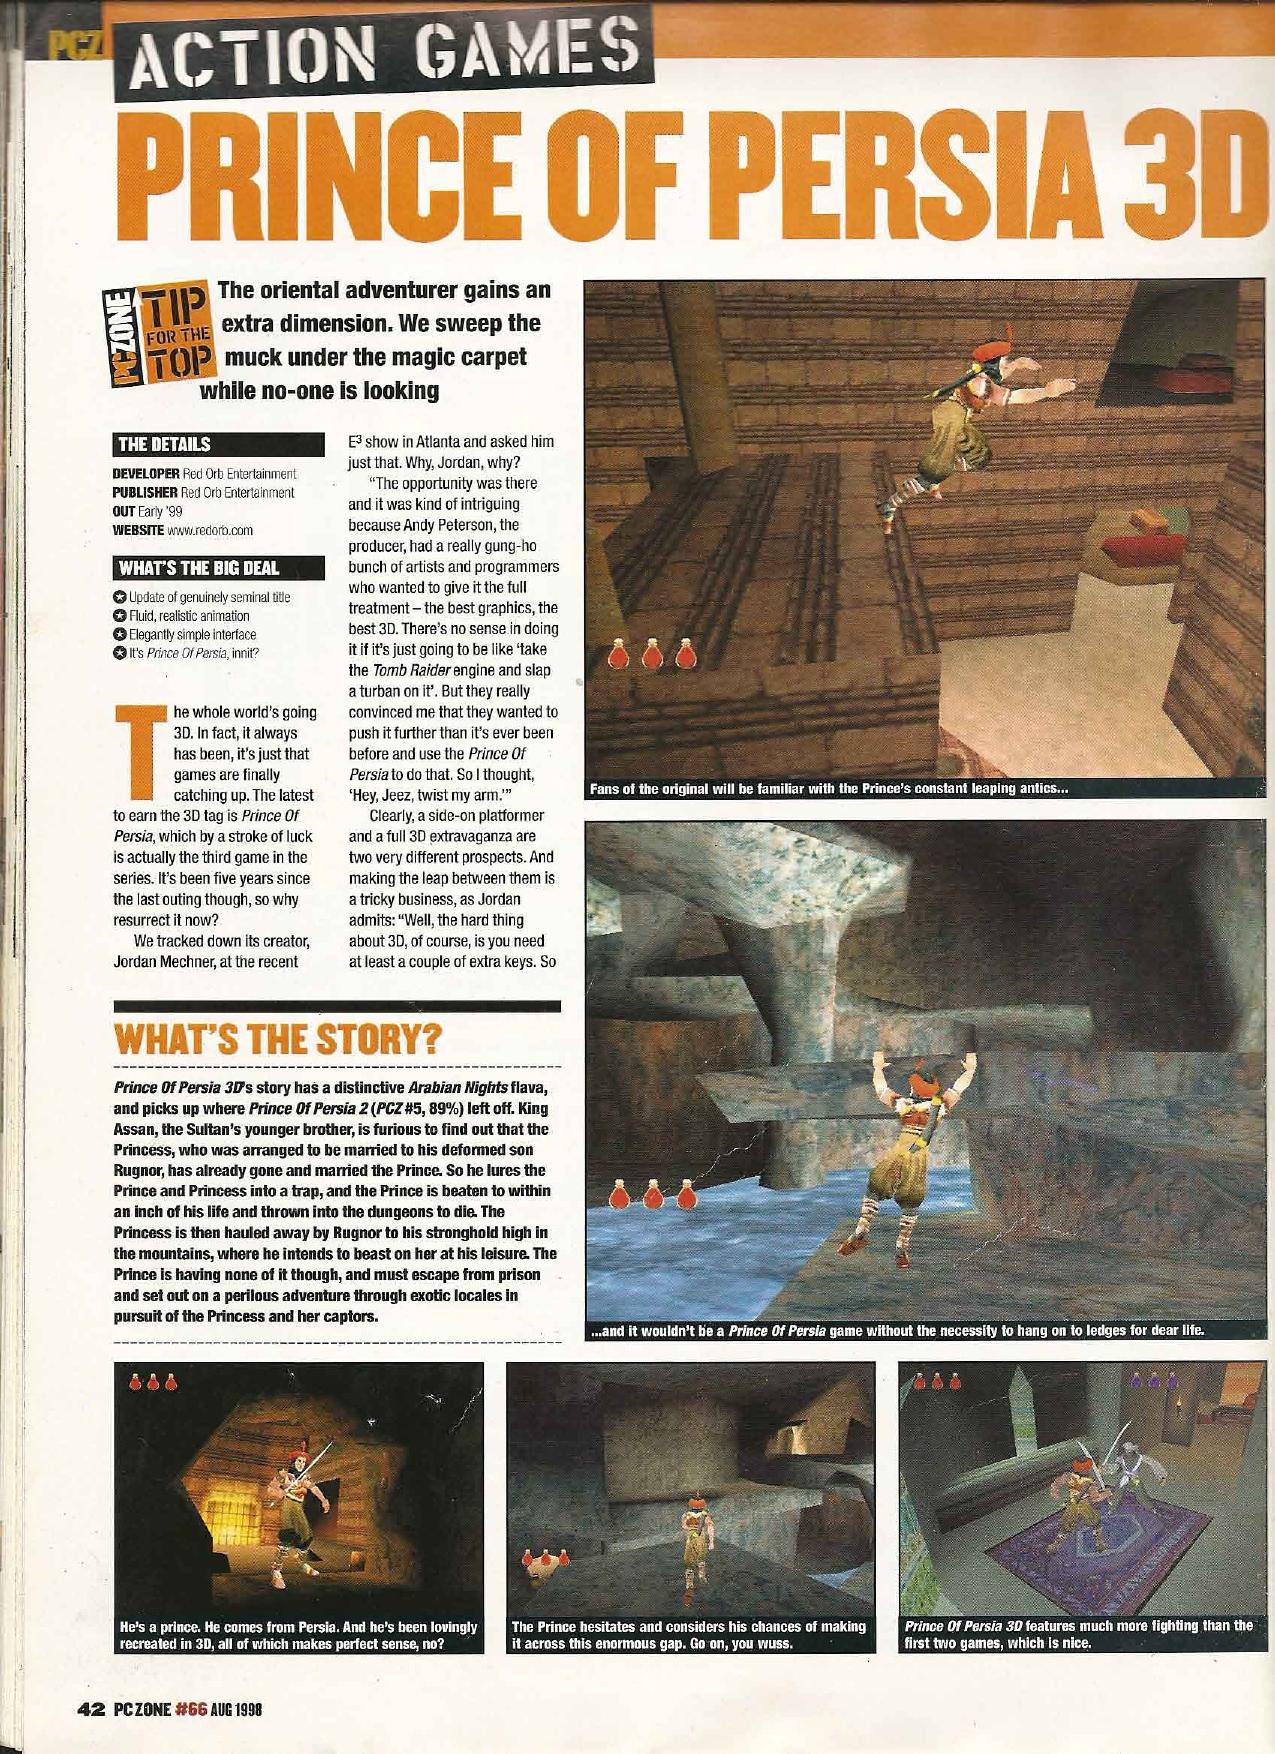 PCZ
ACTION GAMES
PRINCE OF PERSIA 3D
PCZONE
TIP
FOR THE
TOP
The oriental adventurer gains an
extra dimension. We sweep the
muck under the magic carpet
while no-one is looking
THE DETAILS
DEVELOPER Red Orb Entertainment
PUBLISHER Red Orb Entertainment
OUT Early '99
WEBSITE www.redorb.com
WHAT'S THE BIG DEAL
Update of genuinely seminal title
Fluid, realistic animation
Elegantly simple interface
It's Prince Of Persia, innit?
The whole world's going
3D. In fact, it always
has been, it's just that
games are finally
catching up. The latest
to earn the 3D tag is Prince Of
Persia, which by a stroke of luck
is actually the third game in the
series. It's been five years since
the last outing though, so why
resurrect it now?
We tracked down its creator,
Jordan Mechner, at the recent
E3 show in Atlanta and asked him
just that. Why, Jordan, why?
"The opportunity was there
and it was kind of intriguing
because Andy Peterson, the
producer, had a really gung-ho
bunch of artists and programmers
who wanted to give it the full
treatment – the best graphics, the
best 3D. There's no sense in doing
it if it's just going to be like 'take
the Tomb Raider engine and slap
a turban on it'. But they really
convinced me that they wanted to
push it further than it's ever been
before and use the Prince Of
Persia to do that. So I thought,
'Hey, Jeez, twist my arm.'"
Clearly, a side-on platformer
and a full 3D extravaganza are
two very different prospects. And
making the leap between them is
a tricky business, as Jordan
admits: "Well, the hard thing
about 3D, of course, is you need
at least a couple of extra keys. So
Fans of the original will be familiar with the Prince's constant leaping antics...
...and it wouldn't be a Prince Of Persia game without the necessity to hang on to ledges for dear life.
WHAT'S THE STORY?
Prince Of Persia 3D's story has a distinctive Arabian Nights flava,
and picks up where Prince Of Persia 2 (PCZ #5, 89%) left off. King
Assan, the Sultan's younger brother, is furious to find out that the
Princess, who was arranged to be married to his deformed son
Rugnor, has already gone and married the Prince. So he lures the
Prince and Princess into a trap, and the Prince is beaten to within
an inch of his life and thrown into the dungeons to die. The
Princess is then hauled away by Rugnor to his stronghold high in
the mountains, where he intends to beast on her at his leisure. The
Prince is having none of it though, and must escape from prison
and set out on a perilous adventure through exotic locales in
pursuit of the Princess and her captors.
He's a prince. He comes from Persia. And he's been lovingly
recreated in 3D, all of which makes perfect sense, no?
The Prince hesitates and considers his chances of making
it across this enormous gap. Go on, you wuss.
Prince Of Persia 3D features much more fighting than the
first two games, which is nice.
42 PC ZONE #66 AUG 1998